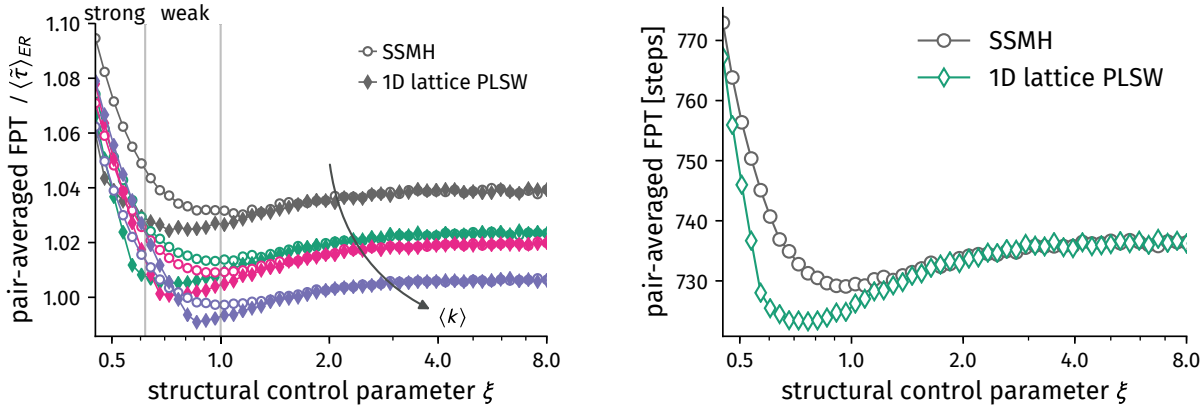 strong weak
1.10
1.08
1.06
1.04
1.02
1.00
pair-averaged FPT / ⟨τ̃⟩_ER
SSMH
1D lattice PLSW
⟨k⟩
0.5 1.0 2.0 4.0 8.0
structural control parameter ξ
770
760
750
740
730
pair-averaged FPT [steps]
SSMH
1D lattice PLSW
0.5 1.0 2.0 4.0 8.0
structural control parameter ξ